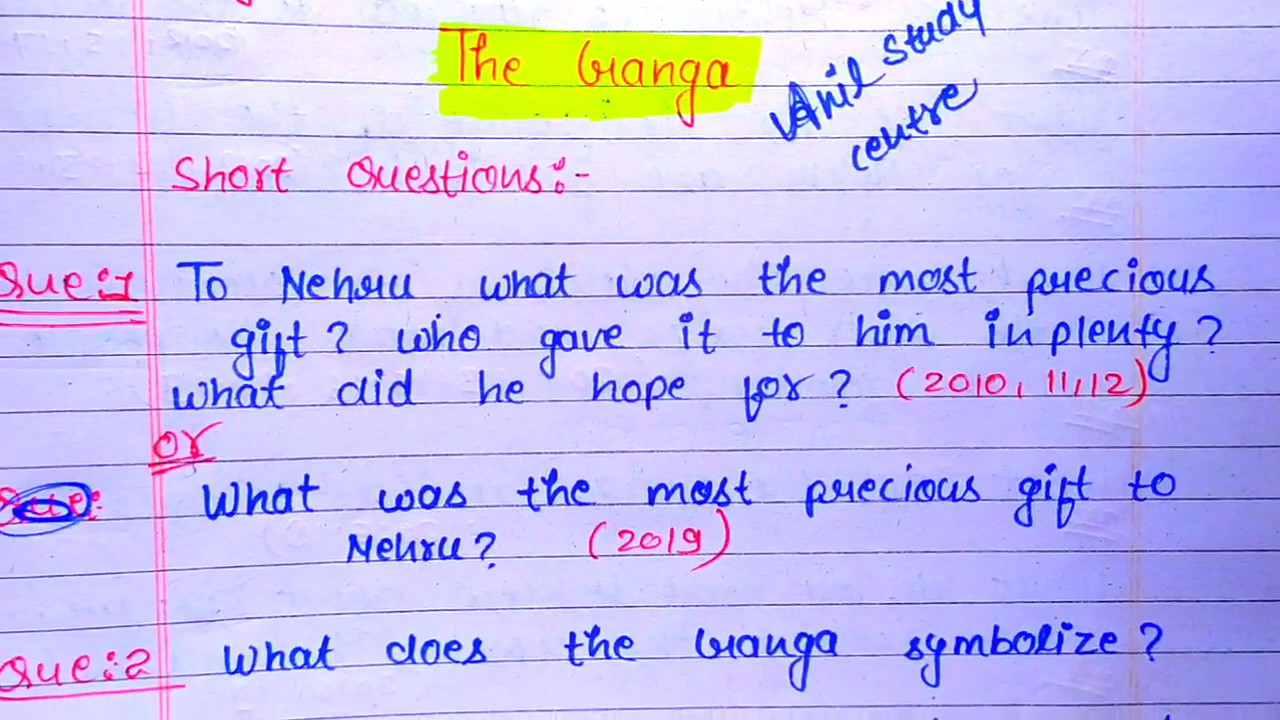 The Ganga
Anil study
centre
Short Questions:-
Que:1 To Nehru what was the most precious
gift? who gave it to him in plenty?
what did he hope for? (2010, 11,12)
or
What was the most precious gift to
Nehru? (2019)
Que:2 What does the Ganga symbolize?